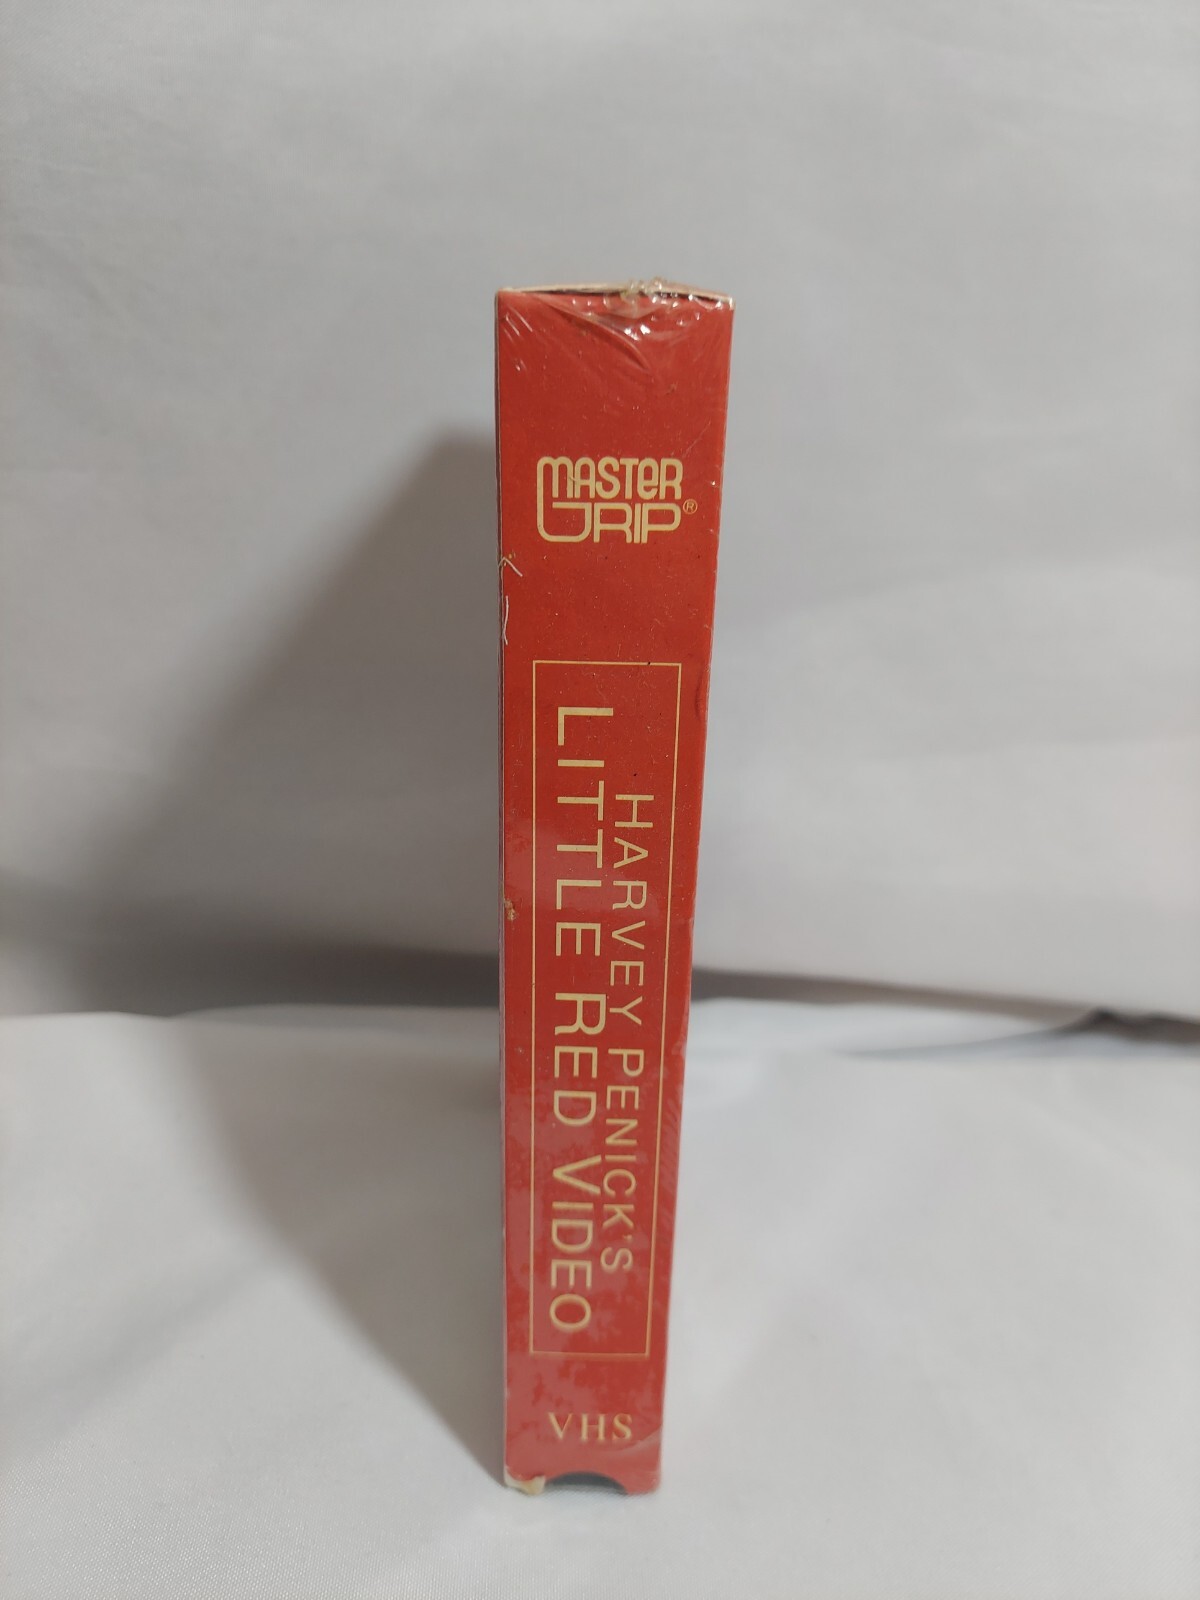 MASTER
GRIP®
HARVEY PENICK'S
LITTLE RED VIDEO
VHS